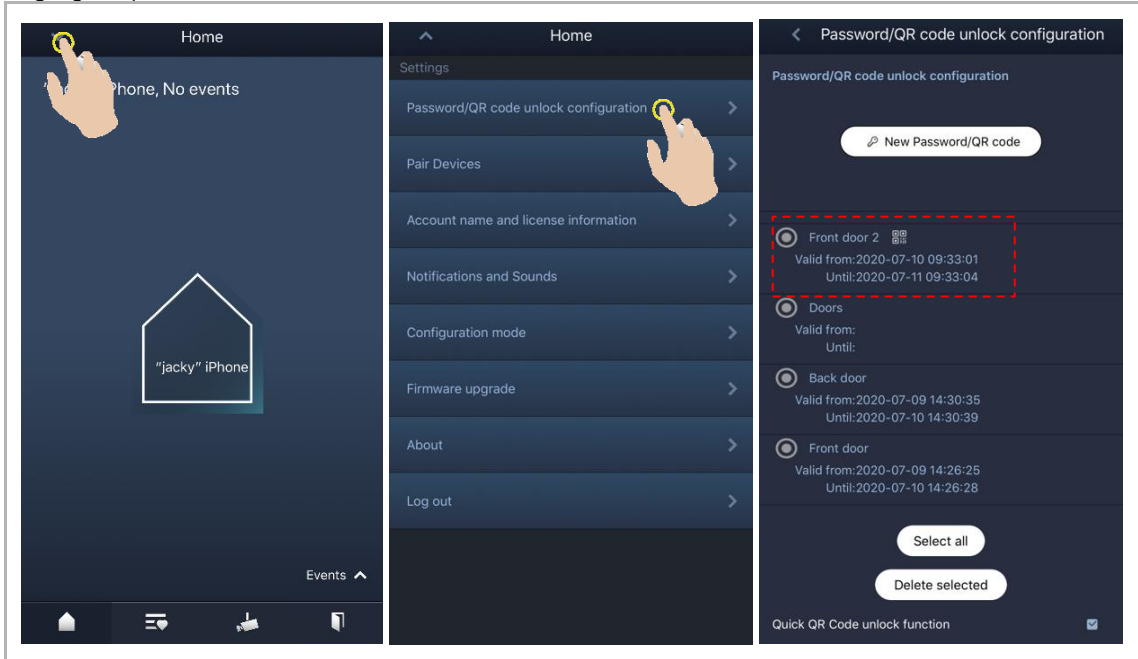 Home
Phone, No events
"jacky" iPhone
Events
Home
Settings
Password/QR code unlock configuration
Pair Devices
Account name and license information
Notifications and Sounds
Configuration mode
Firmware upgrade
About
Log out
Password/QR code unlock configuration
Password/QR code unlock configuration
New Password/QR code
Front door 2
Valid from:2020-07-10 09:33:01
Until:2020-07-11 09:33:04
Doors
Valid from:
Until:
Back door
Valid from:2020-07-09 14:30:35
Until:2020-07-10 14:30:39
Front door
Valid from:2020-07-09 14:26:25
Until:2020-07-10 14:26:28
Select all
Delete selected
Quick QR Code unlock function